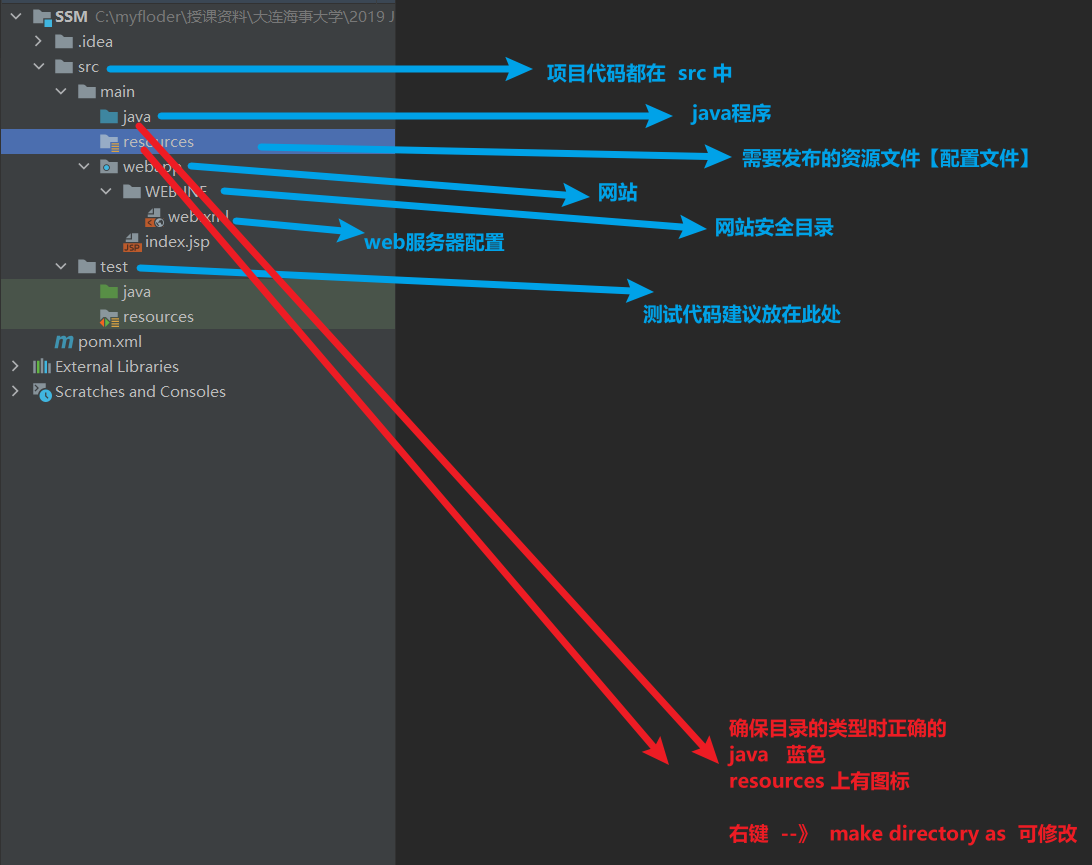 SSM C:\myfloder\授课资料\大连海事大学\2019 J
.idea
src
项目代码都在 src 中
main
java
java程序
resources
需要发布的资源文件【配置文件】
webapp
网站
WEB-INF
网站安全目录
web.xml
web服务器配置
index.jsp
test
测试代码建议放在此处
java
resources
pom.xml
External Libraries
Scratches and Consoles
确保目录的类型时正确的
java 蓝色
resources 上有图标
右键 --》 make directory as 可修改